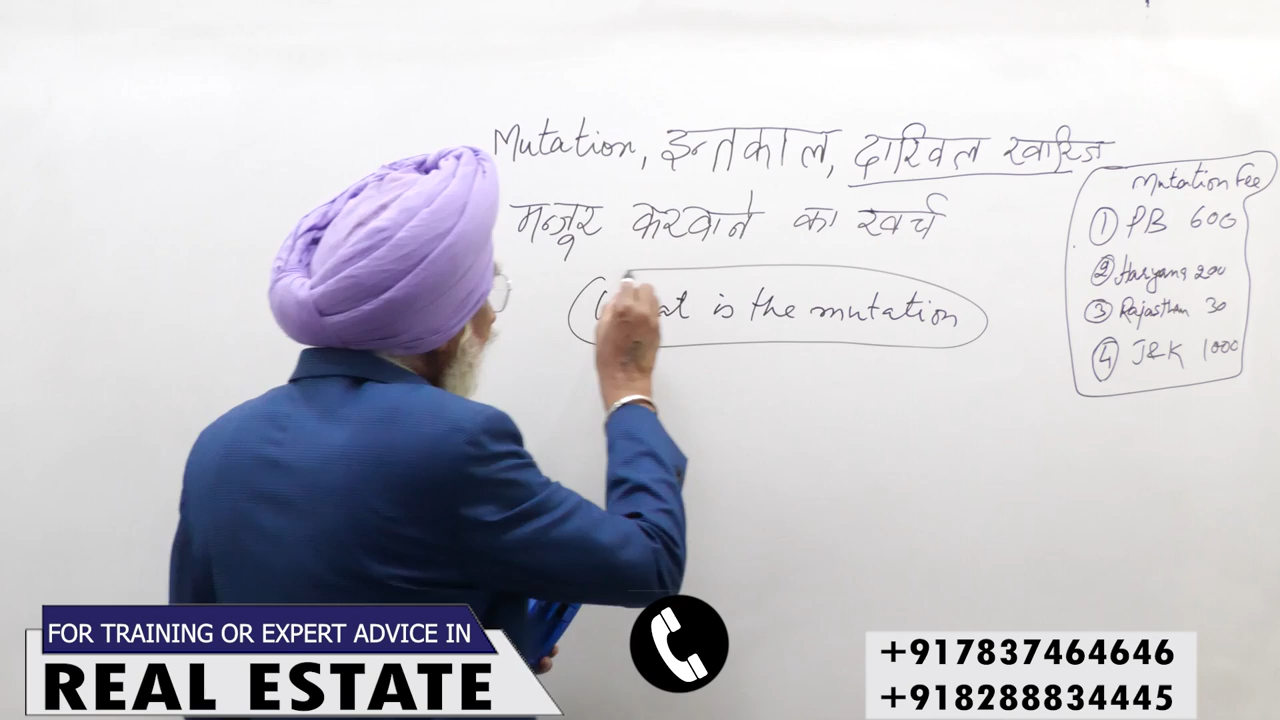 Mutation, इन्तकाल, दाखिल खारिज
मन्ज़ूर करवाने का खर्च
is the mutation
Mutation Fee
① PB 600
② Haryana 200
③ Rajasthan 30
④ J&K 1000
FOR TRAINING OR EXPERT ADVICE IN
REAL ESTATE
+917837464646
+918288834445